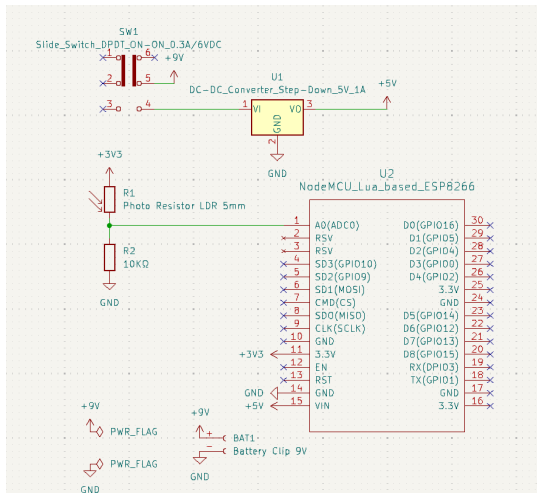 SW1
Slide_Switch_DPDT_ON-ON_0.3A/6VDC
1 6
+9V
2 5
3 4
U1
DC-DC_Converter_Step-Down_5V_1A
+5V
1 VI VO 3
GND
2
GND
+3V3
R1
Photo Resistor LDR 5mm
R2
10KΩ
GND
U2
NodeMCU_Lua_based_ESP8266
1 A0(ADC0) D0(GPIO16) 30
2 RSV D1(GPIO5) 29
3 RSV D2(GPIO4) 28
4 SD3(GPIO10) D3(GPIO0) 27
5 SD2(GPIO9) D4(GPIO2) 26
6 SD1(MOSI) 3.3V 25
7 CMD(CS) GND 24
8 SD0(MISO) D5(GPIO14) 23
9 CLK(SCLK) D6(GPIO12) 22
10 GND D7(GPIO13) 21
+3V3 11 3.3V D8(GPIO15) 20
12 EN RX(DPIO3) 19
13 RST TX(GPIO1) 18
GND 14 GND GND 17
+5V 15 VIN 3.3V 16
+9V
PWR_FLAG
PWR_FLAG
GND
+9V
+ BAT1
- Battery Clip 9V
GND